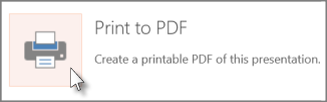 Print to PDF
Create a printable PDF of this presentation.